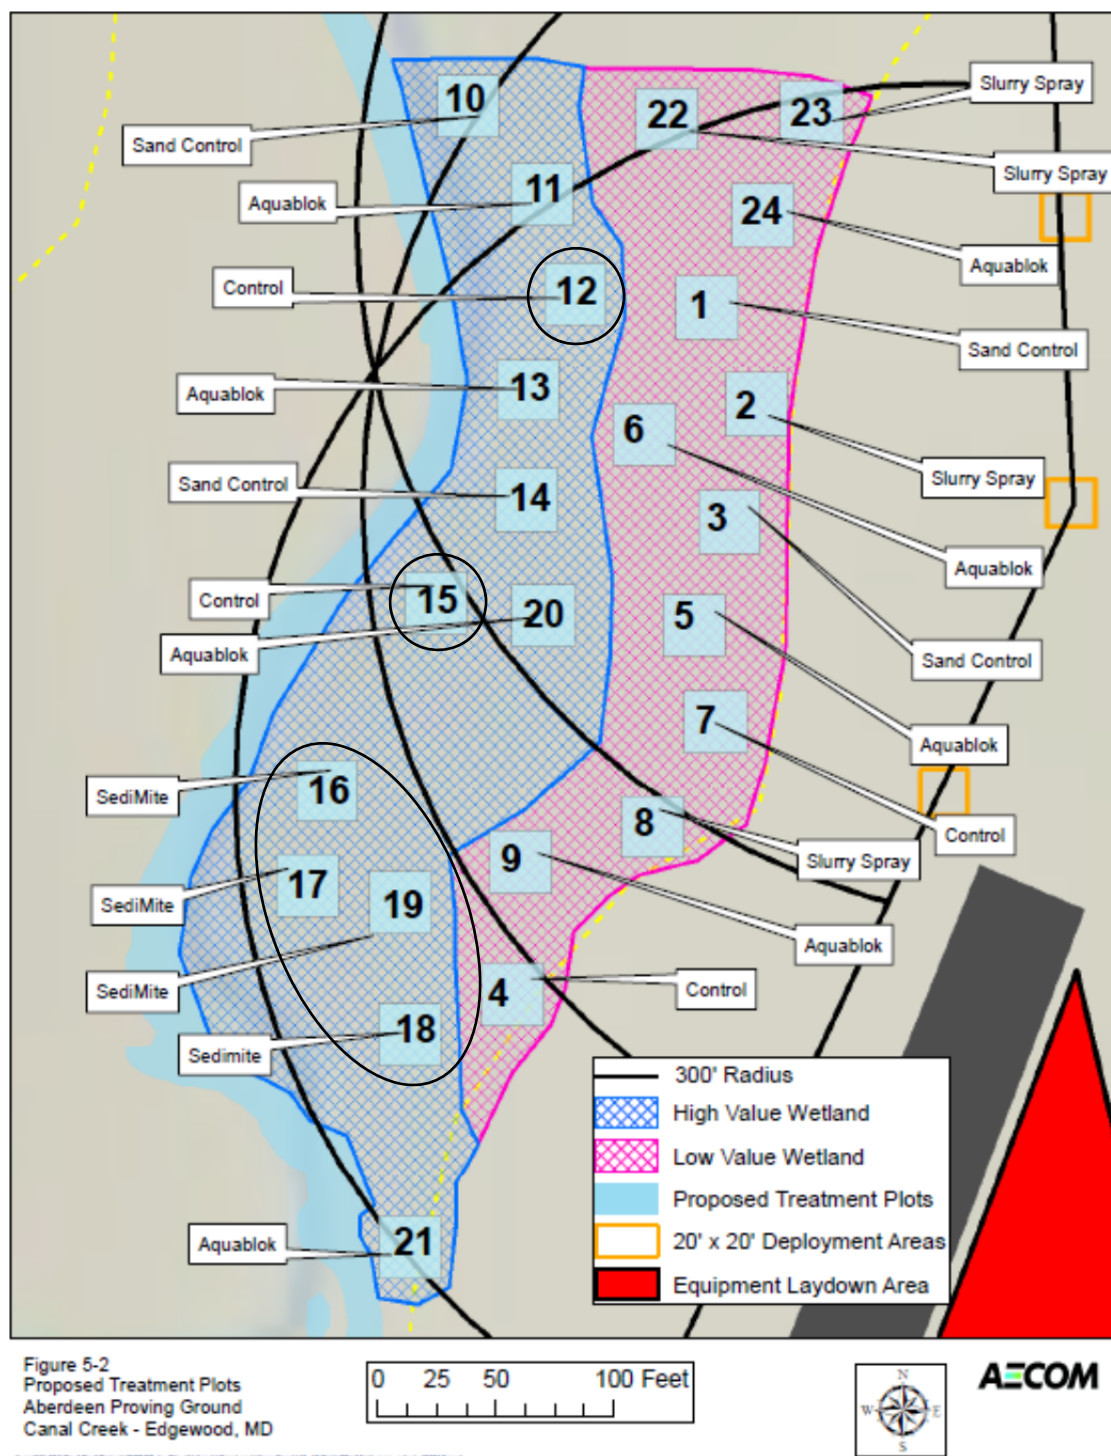 10
22
23
Slurry Spray
Sand Control
Slurry Spray
11
Aquablok
24
Aquablok
Control
12
1
Sand Control
Aquablok
13
2
6
Slurry Spray
Sand Control
14
3
Aquablok
Control
15
20
5
Aquablok
Sand Control
7
Aquablok
SediMite
16
8
Control
9
Slurry Spray
SediMite
17
19
Aquablok
SediMite
4
Control
Sedimite
18
300' Radius
High Value Wetland
Low Value Wetland
Proposed Treatment Plots
Aquablok
21
20' x 20' Deployment Areas
Equipment Laydown Area
Figure 5-2
Proposed Treatment Plots
Aberdeen Proving Ground
Canal Creek - Edgewood, MD
0 25 50 100 Feet
N
W E
S
AECOM